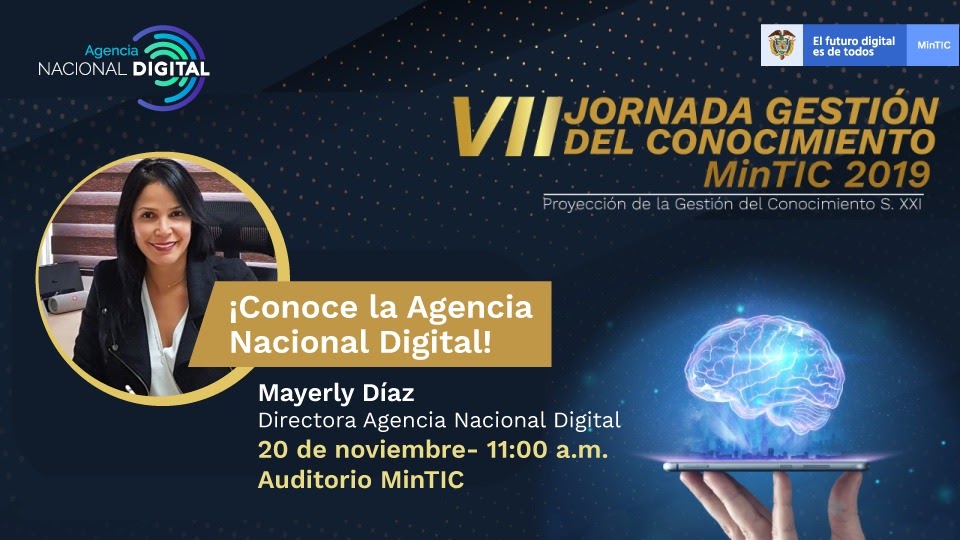 Agencia
NACIONAL DIGITAL
El futuro digital
es de todos
MinTIC
VII JORNADA GESTIÓN
DEL CONOCIMIENTO
MinTIC 2019
Proyección de la Gestión del Conocimiento S. XXI
¡Conoce la Agencia
Nacional Digital!
Mayerly Díaz
Directora Agencia Nacional Digital
20 de noviembre- 11:00 a.m.
Auditorio MinTIC